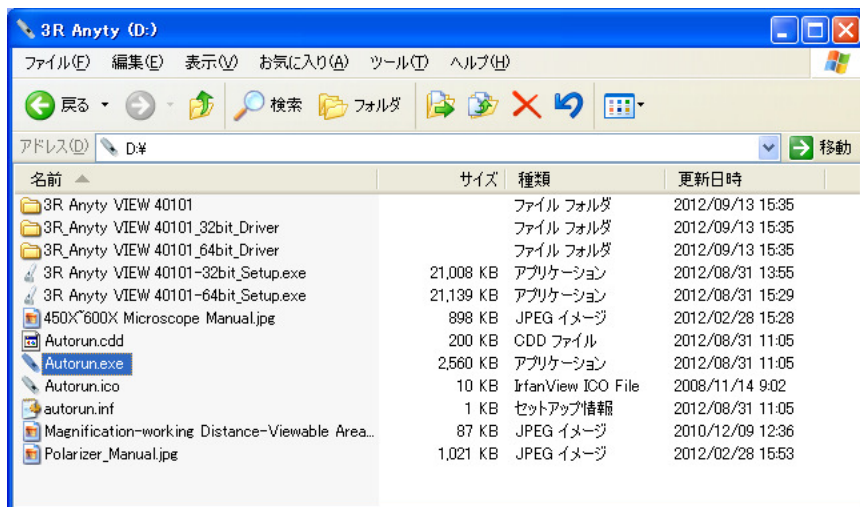 3R Anyty (D:)
ファイル(F) 編集(E) 表示(V) お気に入り(A) ツール(T) ヘルプ(H)
戻る 検索 フォルダ
アドレス(D) D:¥ 移動
名前 サイズ 種類 更新日時
3R Anyty VIEW 40101 ファイル フォルダ 2012/09/13 15:35
3R_Anyty VIEW 40101_32bit_Driver ファイル フォルダ 2012/09/13 15:35
3R_Anyty VIEW 40101_64bit_Driver ファイル フォルダ 2012/09/13 15:35
3R Anyty VIEW 40101-32bit_Setup.exe 21,008 KB アプリケーション 2012/08/31 13:55
3R Anyty VIEW 40101-64bit_Setup.exe 21,139 KB アプリケーション 2012/08/31 15:29
450X~600X Microscope Manual.jpg 898 KB JPEG イメージ 2012/02/28 15:28
Autorun.cdd 200 KB CDD ファイル 2012/08/31 11:05
Autorun.exe 2,560 KB アプリケーション 2012/08/31 11:05
Autorun.ico 10 KB IrfanView ICO File 2008/11/14 9:02
autorun.inf 1 KB セットアップ情報 2012/08/31 11:05
Magnification-working Distance-Viewable Area... 87 KB JPEG イメージ 2010/12/09 12:36
Polarizer_Manual.jpg 1,021 KB JPEG イメージ 2012/02/28 15:53